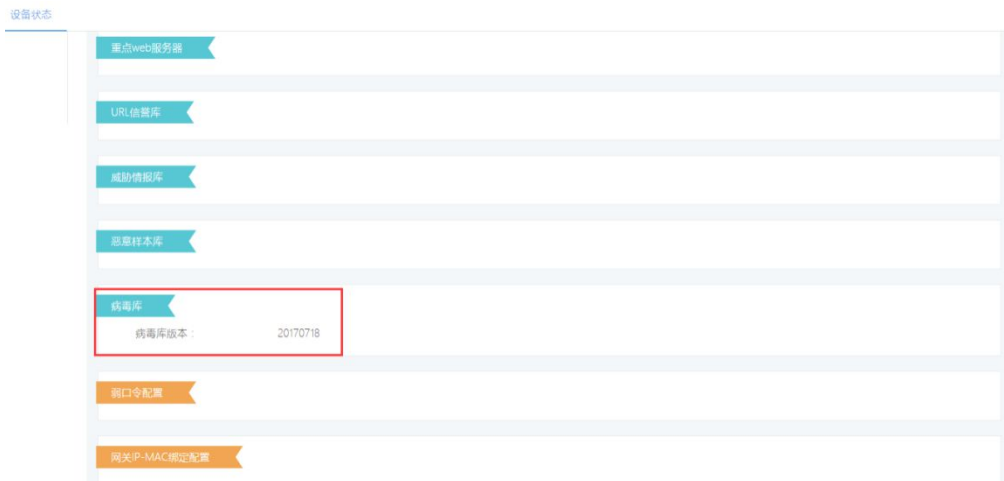 设备状态
重点web服务器
URL信誉库
威胁情报库
恶意样本库
病毒库
病毒库版本： 20170718
弱口令配置
网关IP-MAC绑定配置